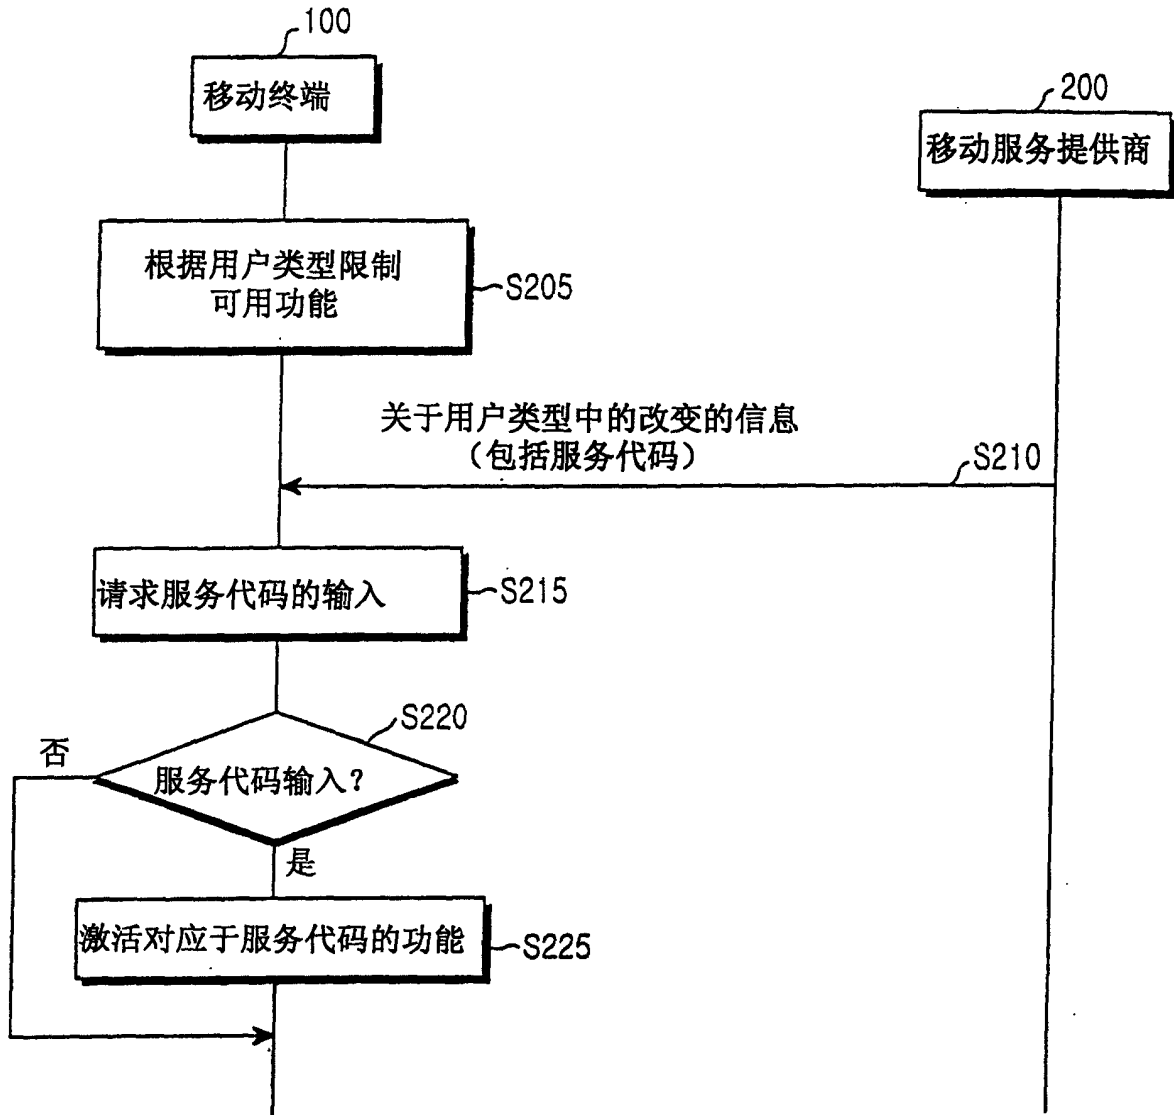 100
移动终端
200
移动服务提供商
根据用户类型限制
可用功能
S205
关于用户类型中的改变的信息
（包括服务代码）
S210
请求服务代码的输入
S215
S220
否
服务代码输入？
是
激活对应于服务代码的功能
S225